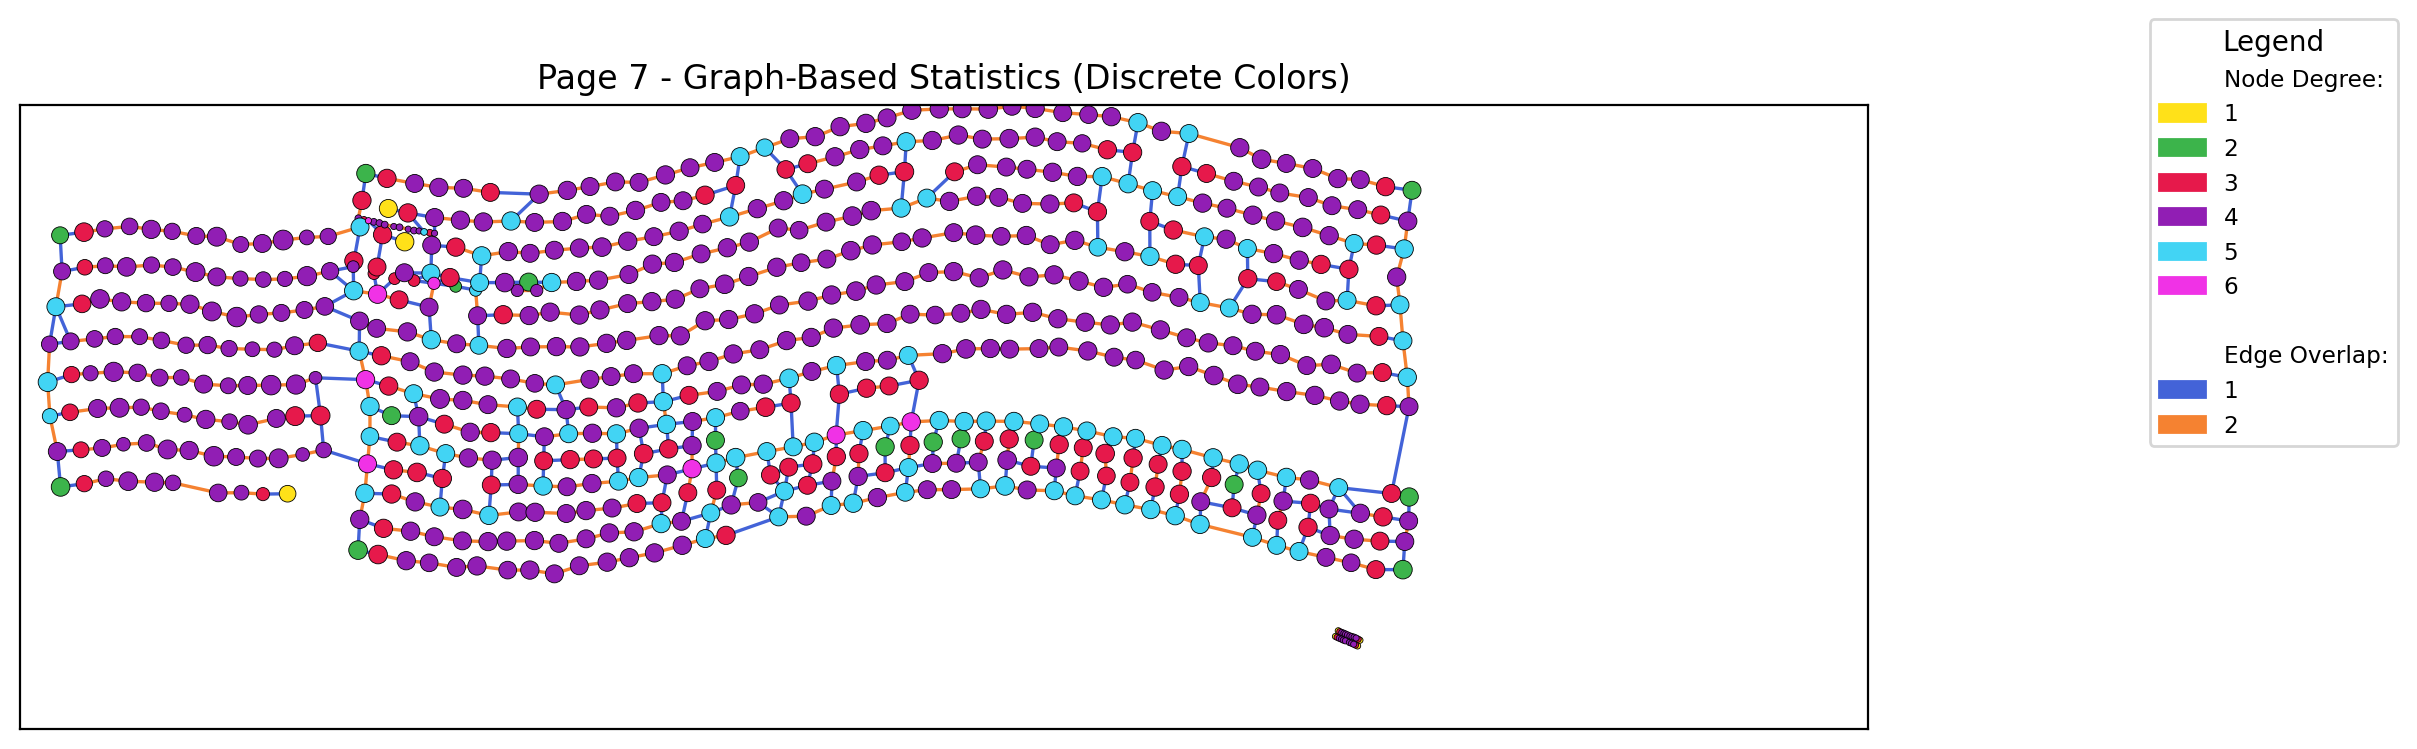 Page 7 - Graph-Based Statistics (Discrete Colors)
Legend
Node Degree:
1
2
3
4
5
6
Edge Overlap:
1
2